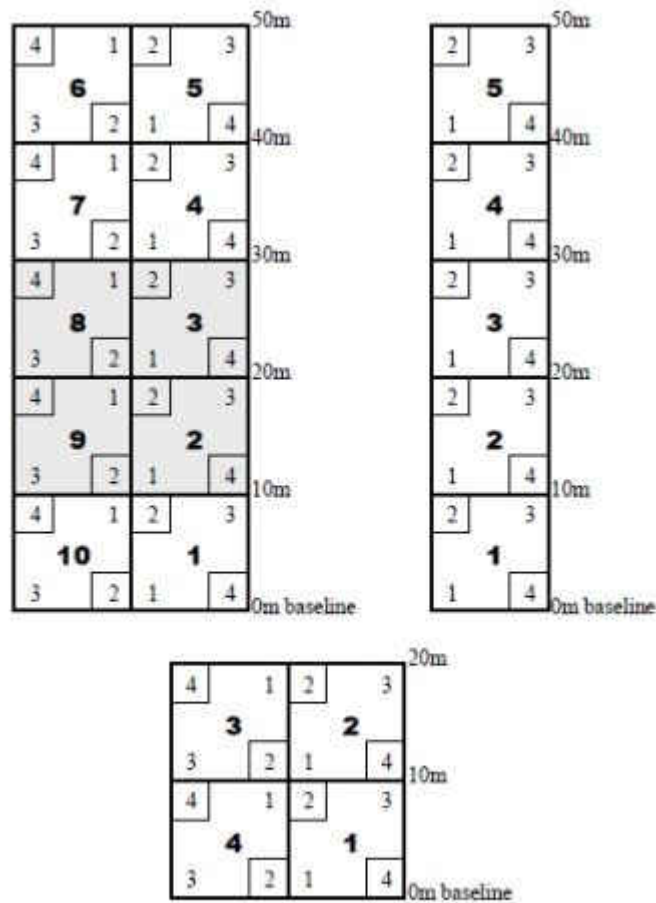 50m 50m
4 1 2 3 2 3
6 5 5
3 2 1 4 1 4
40m 40m
4 1 2 3 2 3
7 4 4
3 2 1 4 1 4
30m 30m
4 1 2 3 2 3
8 3 3
3 2 1 4 1 4
20m 20m
4 1 2 3 2 3
9 2 2
3 2 1 4 1 4
10m 10m
4 1 2 3 2 3
10 1 1
3 2 1 4 1 4
0m baseline 0m baseline
20m
4 1 2 3
3 2
3 2 1 4
10m
4 1 2 3
4 1
3 2 1 4
0m baseline